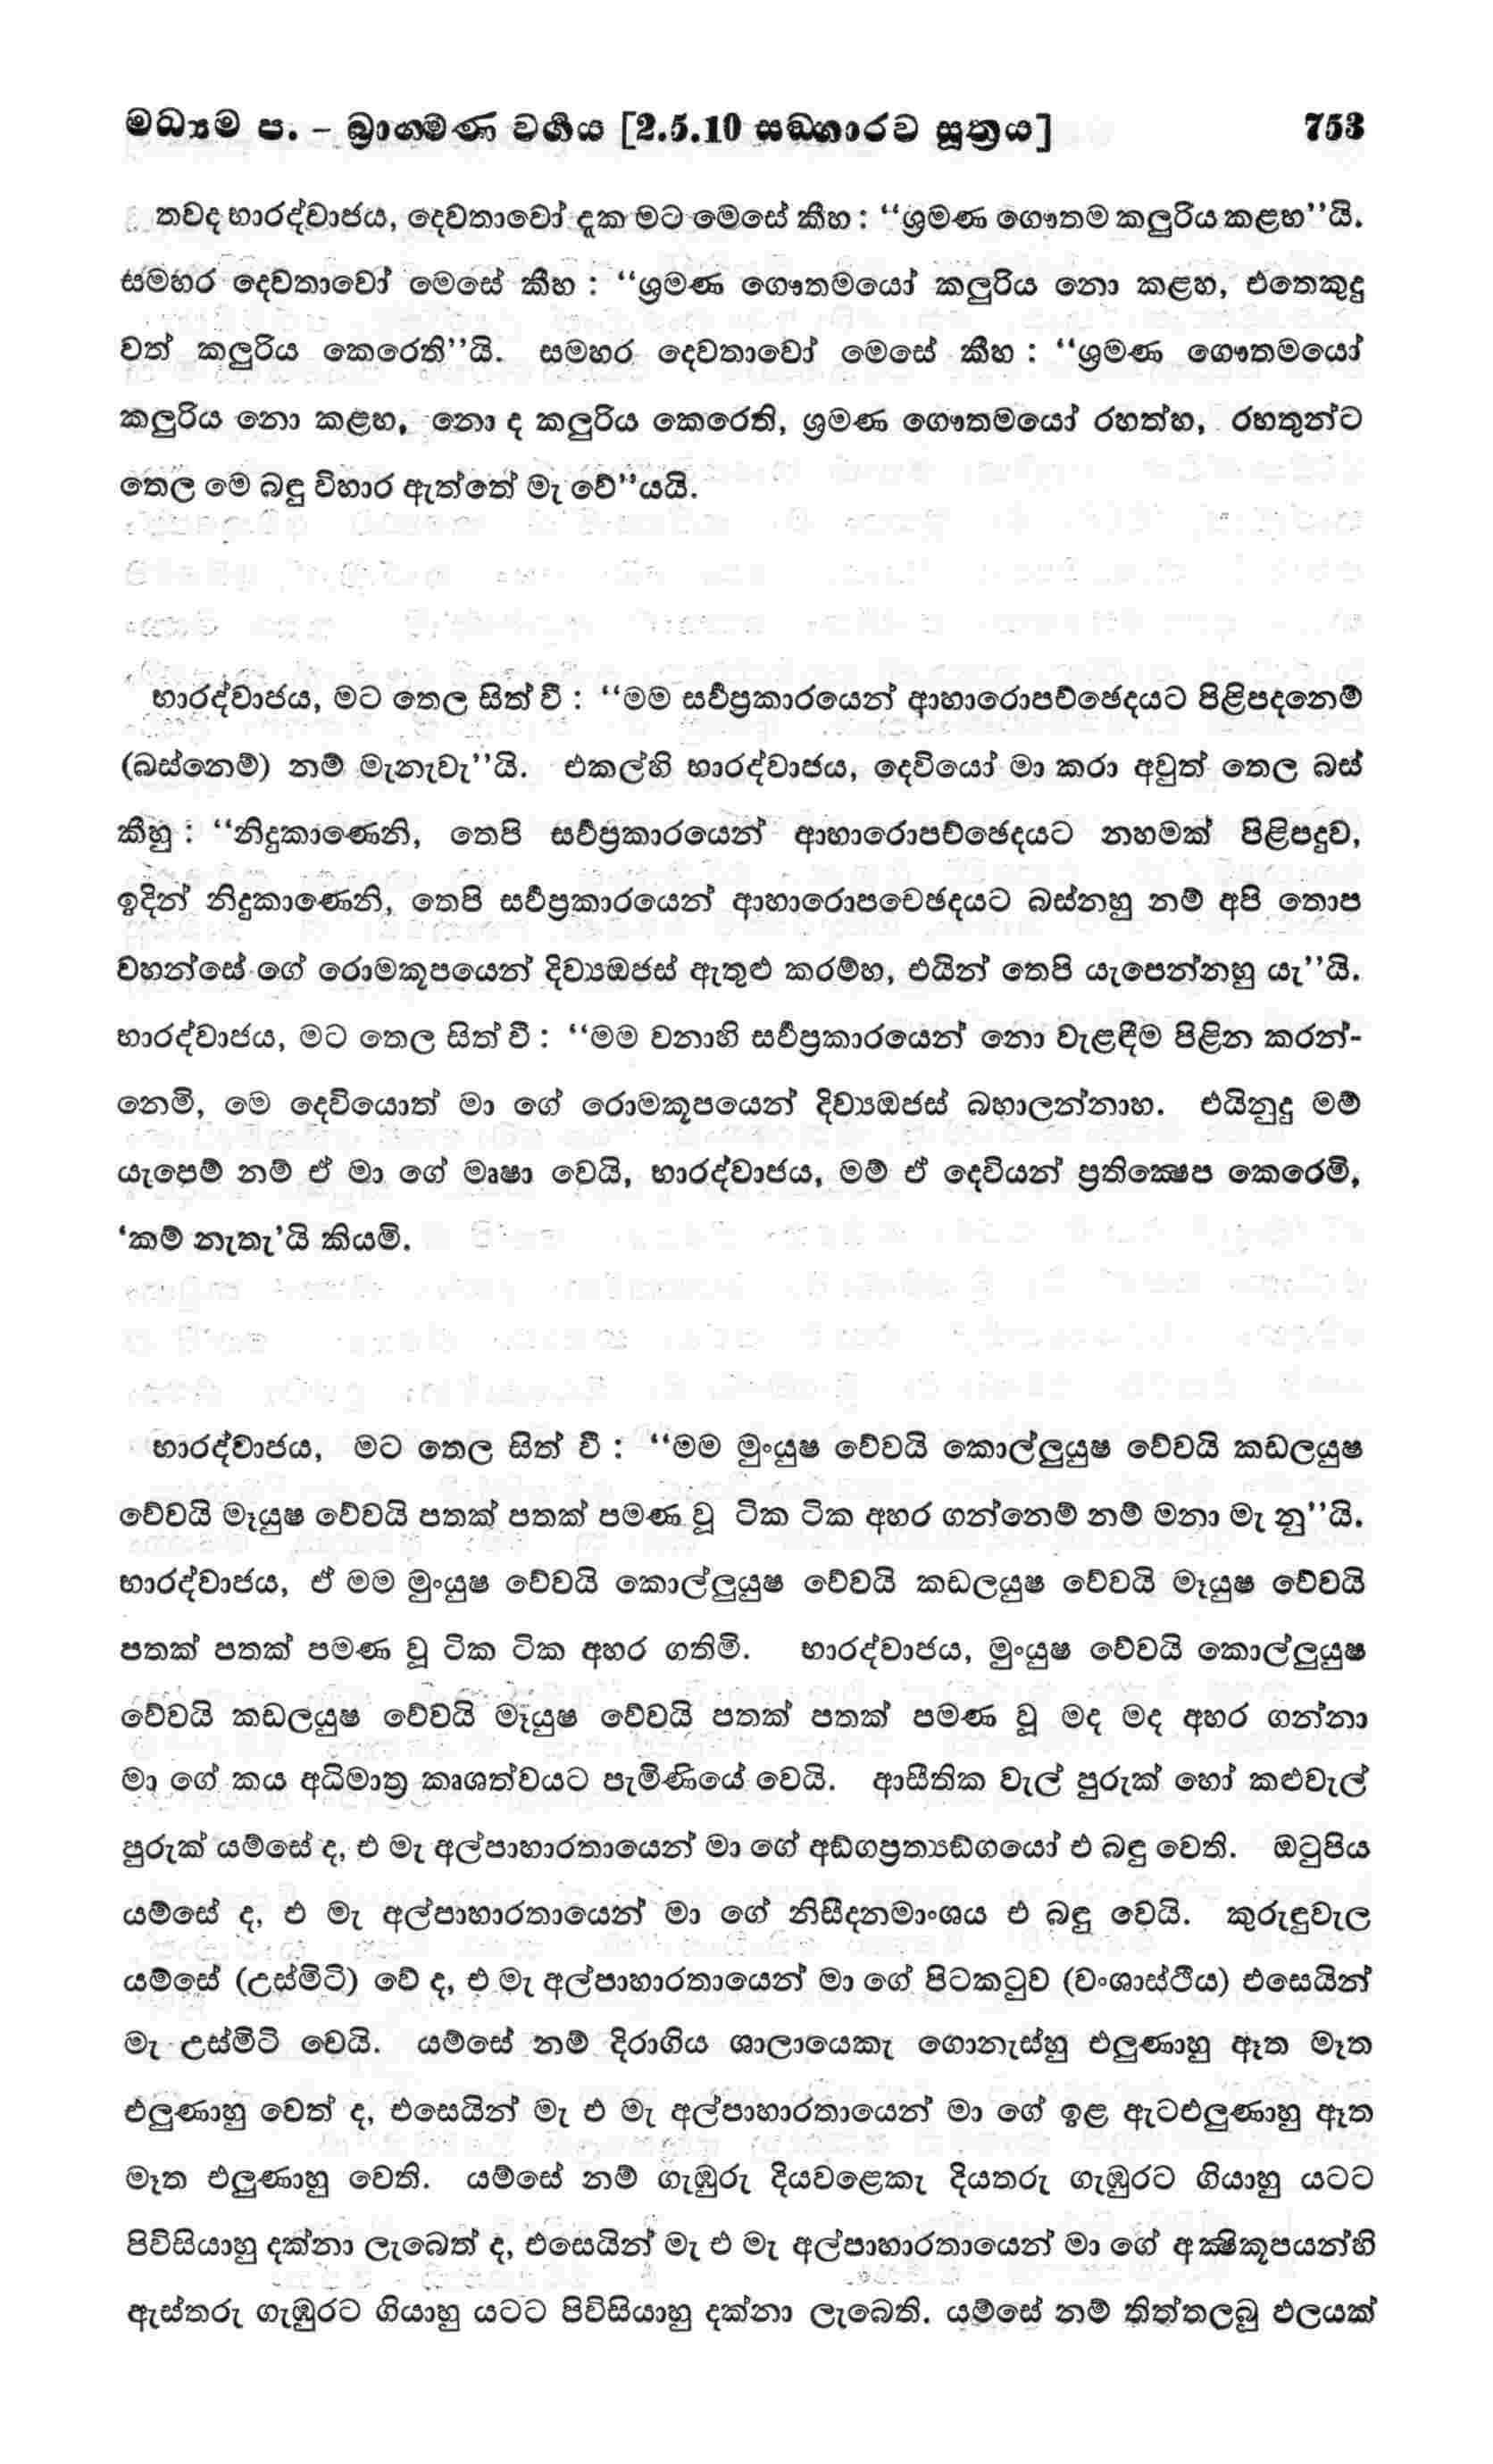 මධ්‍යම ප. – බ්‍රාහ්මණ වර්‍ගය [2.5.10 සඞ්ගාරව සූත්‍රය] 753
තවද භාරද්වාජය, දෙවතාවෝ දැක මට මෙසේ කීහ : “ශ්‍රමණ ගෞතම කලුරිය කළහ”යි.
සමහර දෙවතාවෝ මෙසේ කීහ : “ශ්‍රමණ ගෞතමයෝ කලුරිය නො කළහ, එතෙකුදු
වත් කලුරිය කෙරෙති”යි. සමහර දෙවතාවෝ මෙසේ කීහ : “ශ්‍රමණ ගෞතමයෝ
කලුරිය නො කළහ, නො ද කලුරිය කෙරෙති, ශ්‍රමණ ගෞතමයෝ රහත්හ, රහතුන්ට
තෙල මෙ බඳු විහාර ඇත්තේ මැ වේ”යයි.
භාරද්වාජය, මට තෙල සිත් වී : “මම සර්‍වප්‍රකාරයෙන් ආහාරොපච්ඡෙදයට පිළිපදනෙම්
(බස්නෙම්) නම් මැනැවැ”යි. එකල්හි භාරද්වාජය, දෙවියෝ මා කරා අවුත් තෙල බස්
කීහු : “නිදුකාණෙනි, තෙපි සර්‍වප්‍රකාරයෙන් ආහාරොපච්ඡෙදයට නහමක් පිළිපදුව,
ඉදින් නිදුකාණෙනි, තෙපි සර්‍වප්‍රකාරයෙන් ආහාරොපචෙඡ්දයට බස්නහු නම් අපි තොප
වහන්සේ ගේ රොමකූපයෙන් දිව්‍යඔජස් ඇතුළු කරම්හ, එයින් තෙපි යැපෙන්නහු යැ”යි.
භාරද්වාජය, මට තෙල සිත් වී : “මම වනාහි සර්‍වප්‍රකාරයෙන් නො වැළඳීම පිළින කරන්-
නෙමි, මෙ දෙවියොත් මා ගේ රොමකූපයෙන් දිව්‍යඔජස් බහාලන්නාහ. එයිනුදු මම්
යැපෙම් නම් ඒ මා ගේ මෘෂා වෙයි, භාරද්වාජය, මම් ඒ දෙවියන් ප්‍රතික්‍ෂෙප කෙරෙමි,
‘කම් නැතැ’යි කියමි.
භාරද්වාජය, මට තෙල සිත් වී : “මම මුංයුෂ වේවයි කොල්ලුයුෂ වේවයි කඩලයුෂ
වේවයි මෑයුෂ වේවයි පතක් පතක් පමණ වූ ටික ටික අහර ගන්නෙම් නම් මනා මැ නු”යි.
භාරද්වාජය, ඒ මම මුංයුෂ වේවයි කොල්ලුයුෂ වේවයි කඩලයුෂ වේවයි මෑයුෂ වේවයි
පතක් පතක් පමණ වූ ටික ටික අහර ගතිමි. භාරද්වාජය, මුංයුෂ වේවයි කොල්ලුයුෂ
වේවයි කඩලයුෂ වේවයි මෑයුෂ වේවයි පතක් පතක් පමණ වූ මද මද අහර ගන්නා
මා ගේ කය අධිමාත්‍ර කෘශත්වයට පැමිණියේ වෙයි. ආසීතික වැල් පුරුක් හෝ කළුවැල්
පුරුක් යම්සේ ද, එ මැ අල්පාහාරතායෙන් මා ගේ අඞ්ගප්‍රත්‍යඞ්ගයෝ එ බඳු වෙති. ඔටුපිය
යම්සේ ද, එ මැ අල්පාහාරතායෙන් මා ගේ නිසීදනමාංශය එ බඳු වෙයි. කුරුඳුවැල
යම්සේ (උස්මිටි) වේ ද, එ මැ අල්පාහාරතායෙන් මා ගේ පිටකටුව (වංශාස්ථිය) එසෙයින්
මැ උස්මිටි වෙයි. යම්සේ නම් දිරාගිය ශාලායෙකැ ගොනැස්හු එලුණාහු ඈත මෑත
එලුණාහු වෙත් ද, එසෙයින් මැ එ මැ අල්පාහාරතායෙන් මා ගේ ඉළ ඇටඑලුණාහු ඈත
මෑත එලුණාහු වෙති. යම්සේ නම් ගැඹුරු දියවළෙකැ දියතරු ගැඹුරට ගියාහු යටට
පිවිසියාහු දක්නා ලැබෙත් ද, එසෙයින් මැ එ මැ අල්පාහාරතායෙන් මා ගේ අක්‍ෂිකූපයන්හි
ඇස්තරු ගැඹුරට ගියාහු යටට පිවිසියාහු දක්නා ලැබෙති. යම්සේ නම් තිත්තලබු ඵලයක්